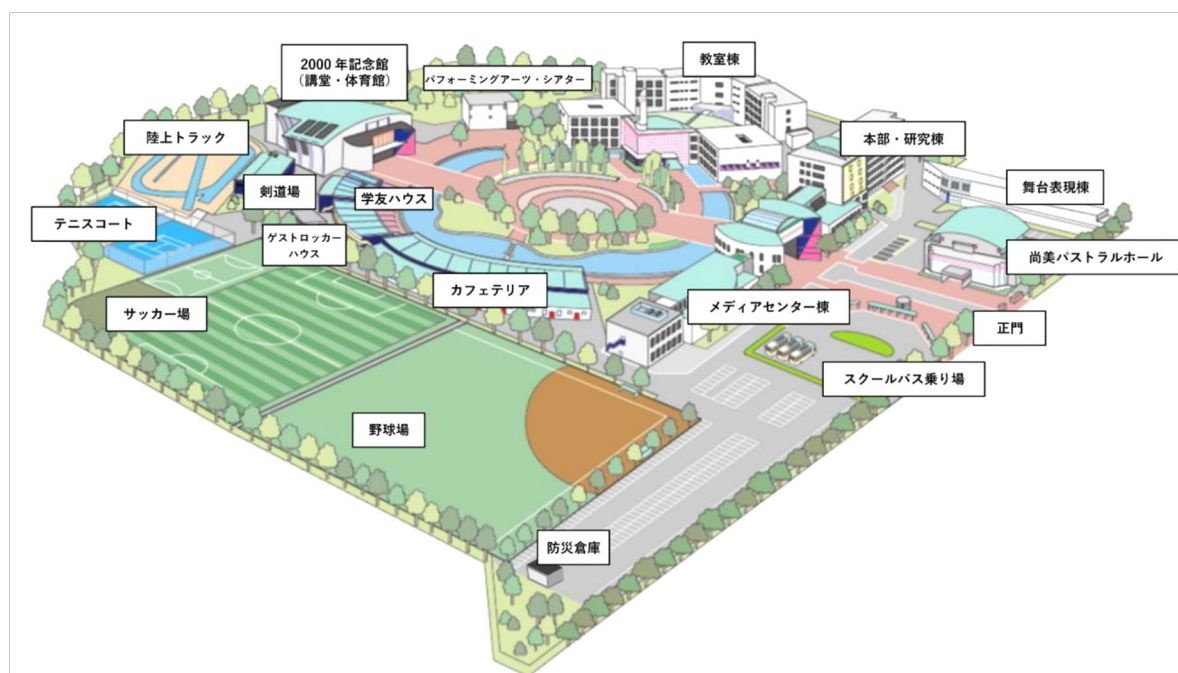 2000年記念館
（講堂・体育館）
パフォーミングアーツ・シアター
教室棟
陸上トラック
本部・研究棟
剣道場
学友ハウス
舞台表現棟
テニスコート
ゲストロッカー
ハウス
尚美パストラルホール
カフェテリア
メディアセンター棟
サッカー場
正門
スクールバス乗り場
野球場
防災倉庫